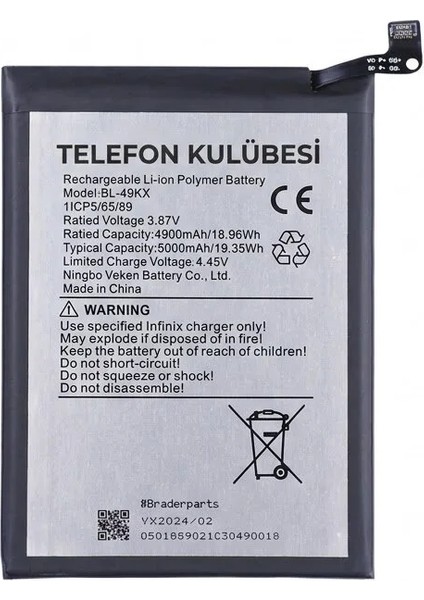 TELEFON KULÜBESİ
Rechargeable Li-ion Polymer Battery
Model:BL-49KX
1ICP5/65/89
Rated Voltage 3.87V
Rated Capacity:4900mAh/18.96Wh
Typical Capacity:5000mAh/19.35Wh
Limited Charge Voltage:4.45V
Ningbo Veken Battery Co., Ltd.
Made in China
CE
WARNING
Use specified Infinix charger only!
May explode if disposed of in fire!
Keep the battery out of reach of children!
Do not short-circuit!
Do not squeeze or shock!
Do not disassemble!
8Braderparts
VX2024/02
0501859021C30490018